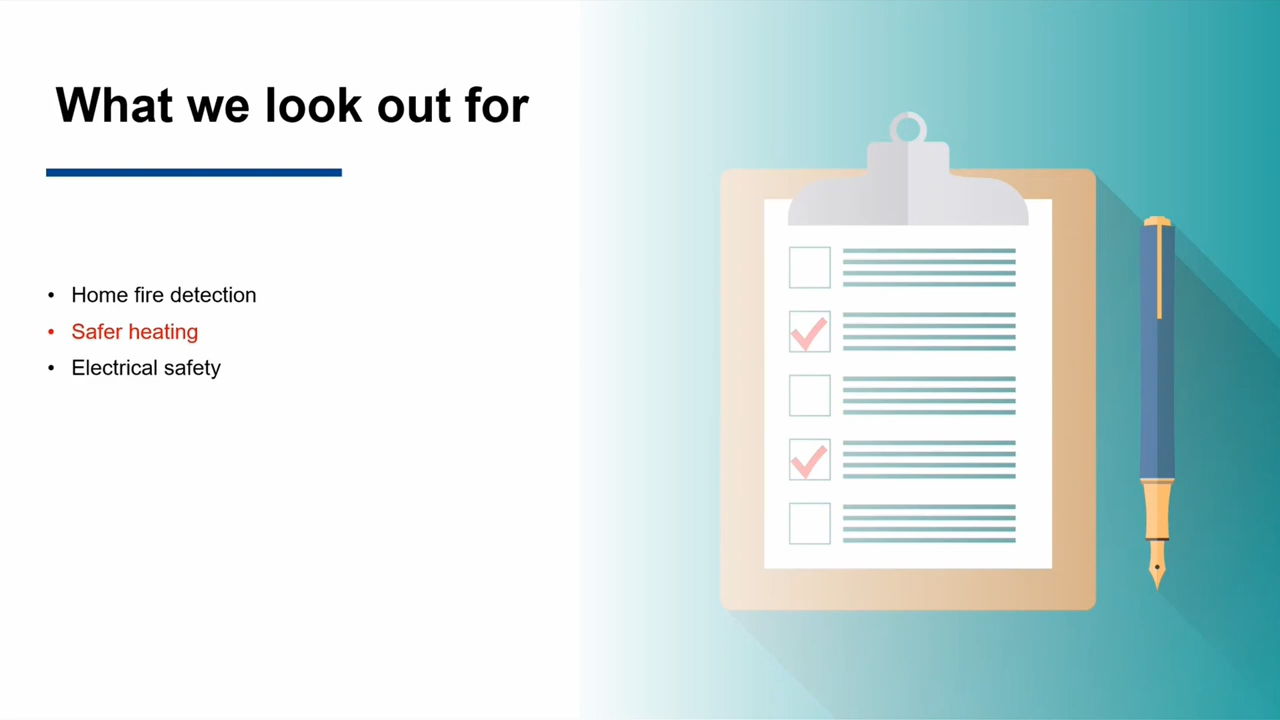 What we look out for
• Home fire detection
• Safer heating
• Electrical safety